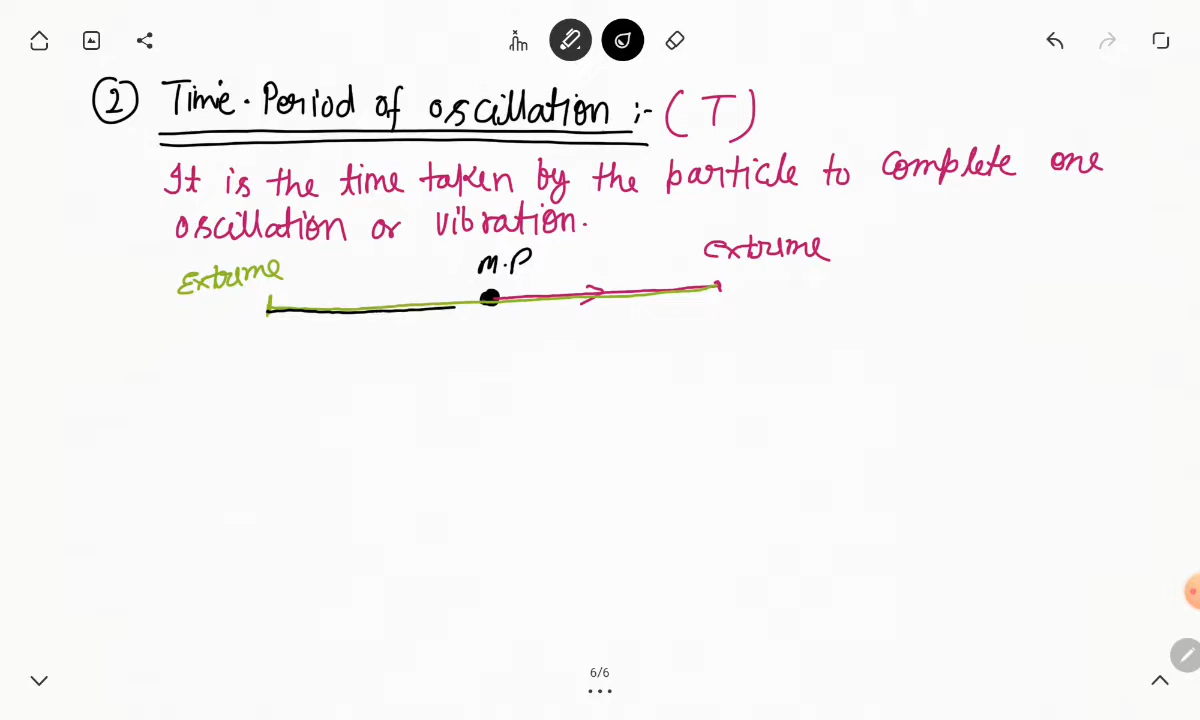 ② Time-Period of oscillation :- (T)
It is the time taken by the particle to complete one
oscillation or vibration.
extreme M.P extreme
6/6